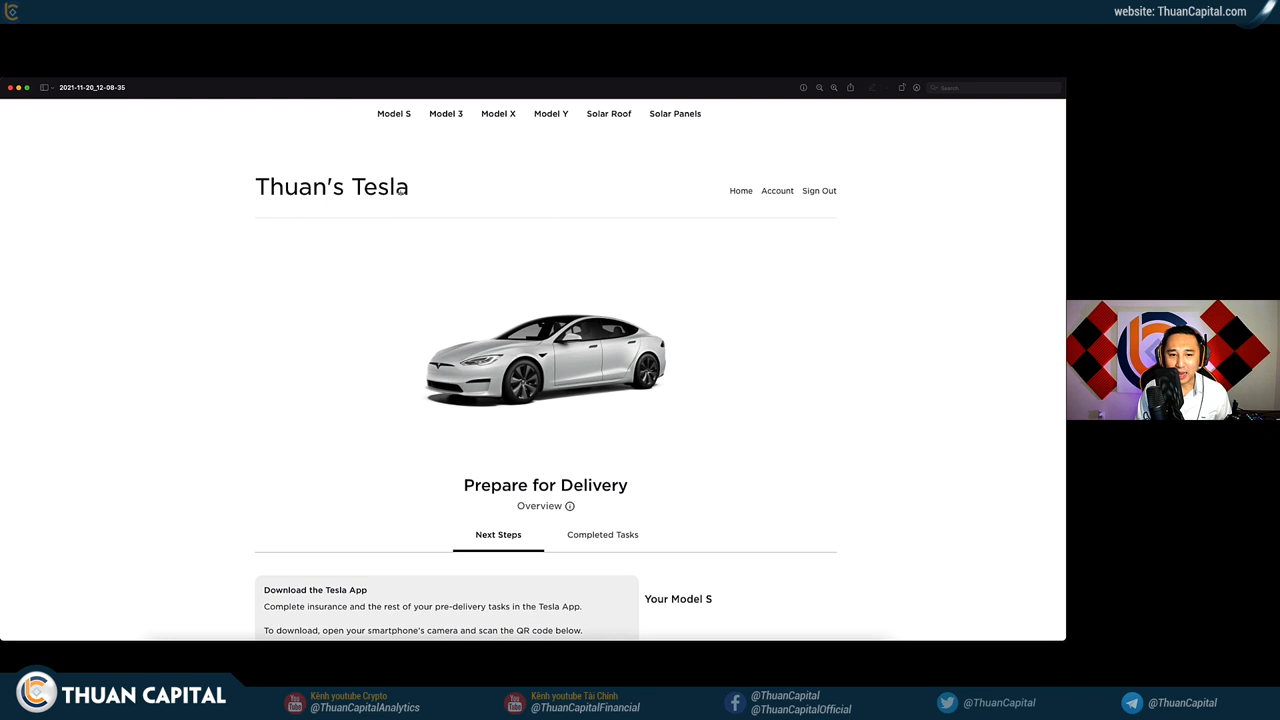 website: ThuanCapital.com
2021-11-20_12-08-35
Search
Model S
Model 3
Model X
Model Y
Solar Roof
Solar Panels
Thuan's Tesla
Home
Account
Sign Out
Prepare for Delivery
Overview
Next Steps
Completed Tasks
Download the Tesla App
Complete insurance and the rest of your pre-delivery tasks in the Tesla App.
To download, open your smartphone's camera and scan the QR code below.
Your Model S
THUAN CAPITAL
Kênh youtube Crypto
@ThuanCapitalAnalytics
Kênh youtube Tài Chính
@ThuanCapitalFinancial
@ThuanCapital
@ThuanCapitalOfficial
@ThuanCapital
@ThuanCapital